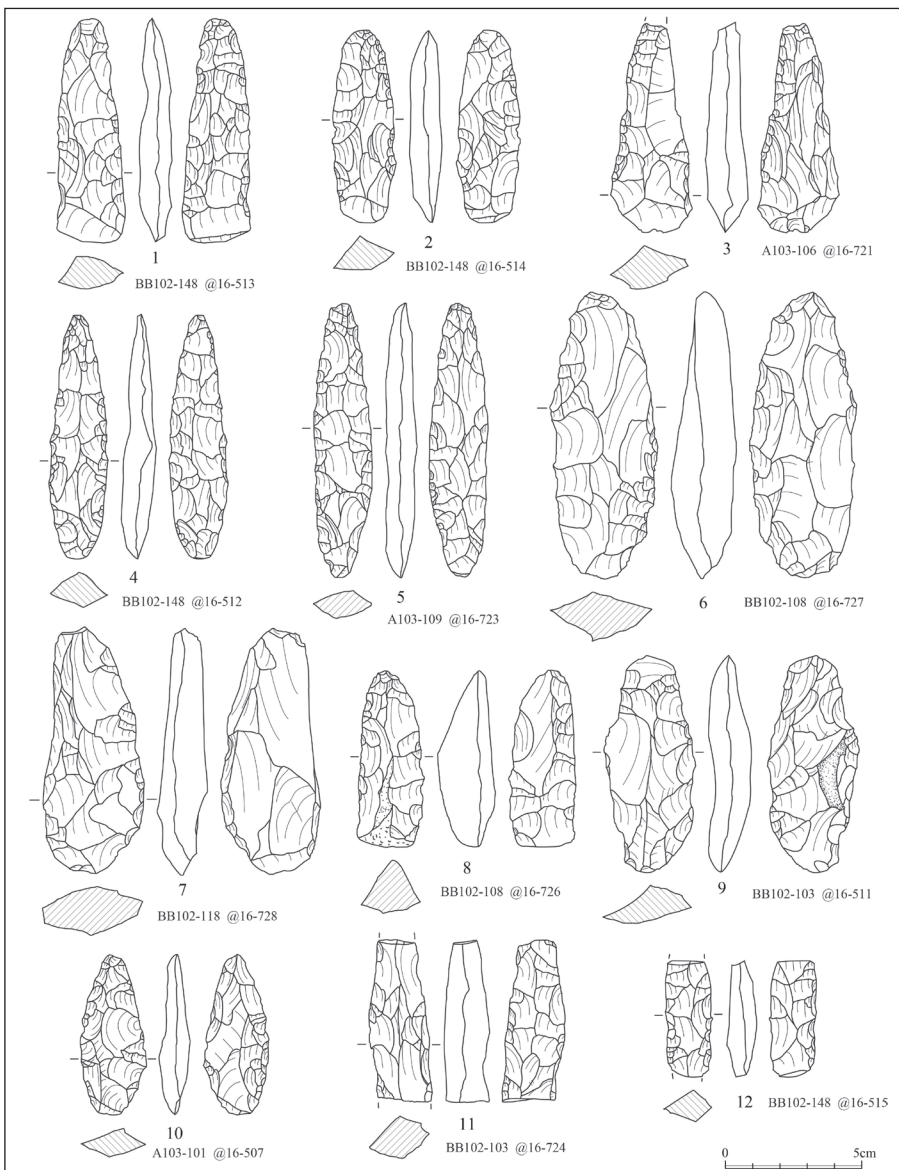 1
BB102-148 @16-513
2
BB102-148 @16-514
3
A103-106 @16-721
4
BB102-148 @16-512
5
A103-109 @16-723
6
BB102-108 @16-727
7
BB102-118 @16-728
8
BB102-108 @16-726
9
BB102-103 @16-511
10
A103-101 @16-507
11
BB102-103 @16-724
12 BB102-148 @16-515
0 5cm